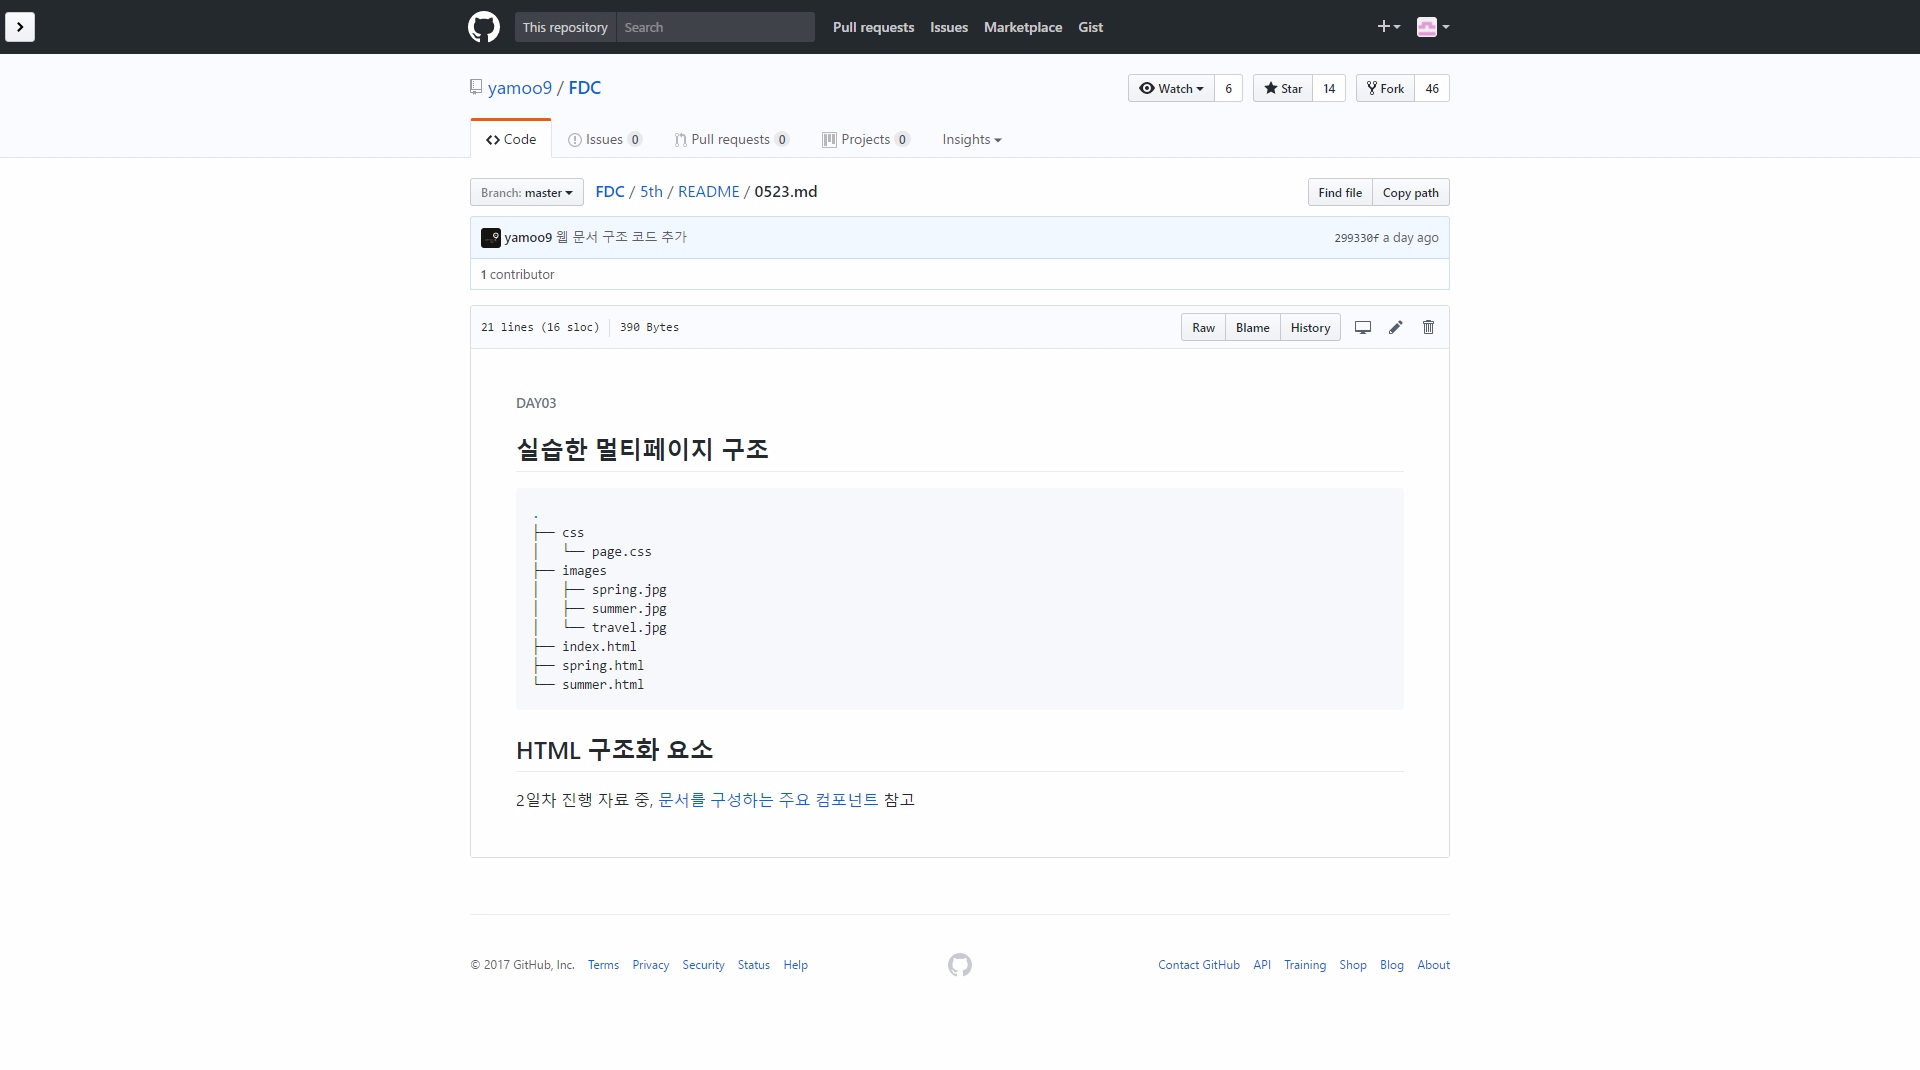 This repository Search Pull requests Issues Marketplace Gist
yamoo9 / FDC Watch 6 Star 14 Fork 46
Code Issues 0 Pull requests 0 Projects 0 Insights
Branch: master FDC / 5th / README / 0523.md Find file Copy path
yamoo9 웹 문서 구조 코드 추가 299330f a day ago
1 contributor
21 lines (16 sloc) 390 Bytes Raw Blame History
DAY03
실습한 멀티페이지 구조
.
├── css
│   └── page.css
├── images
│   ├── spring.jpg
│   ├── summer.jpg
│   └── travel.jpg
├── index.html
├── spring.html
└── summer.html
HTML 구조화 요소
2일차 진행 자료 중, 문서를 구성하는 주요 컴포넌트 참고
© 2017 GitHub, Inc. Terms Privacy Security Status Help Contact GitHub API Training Shop Blog About